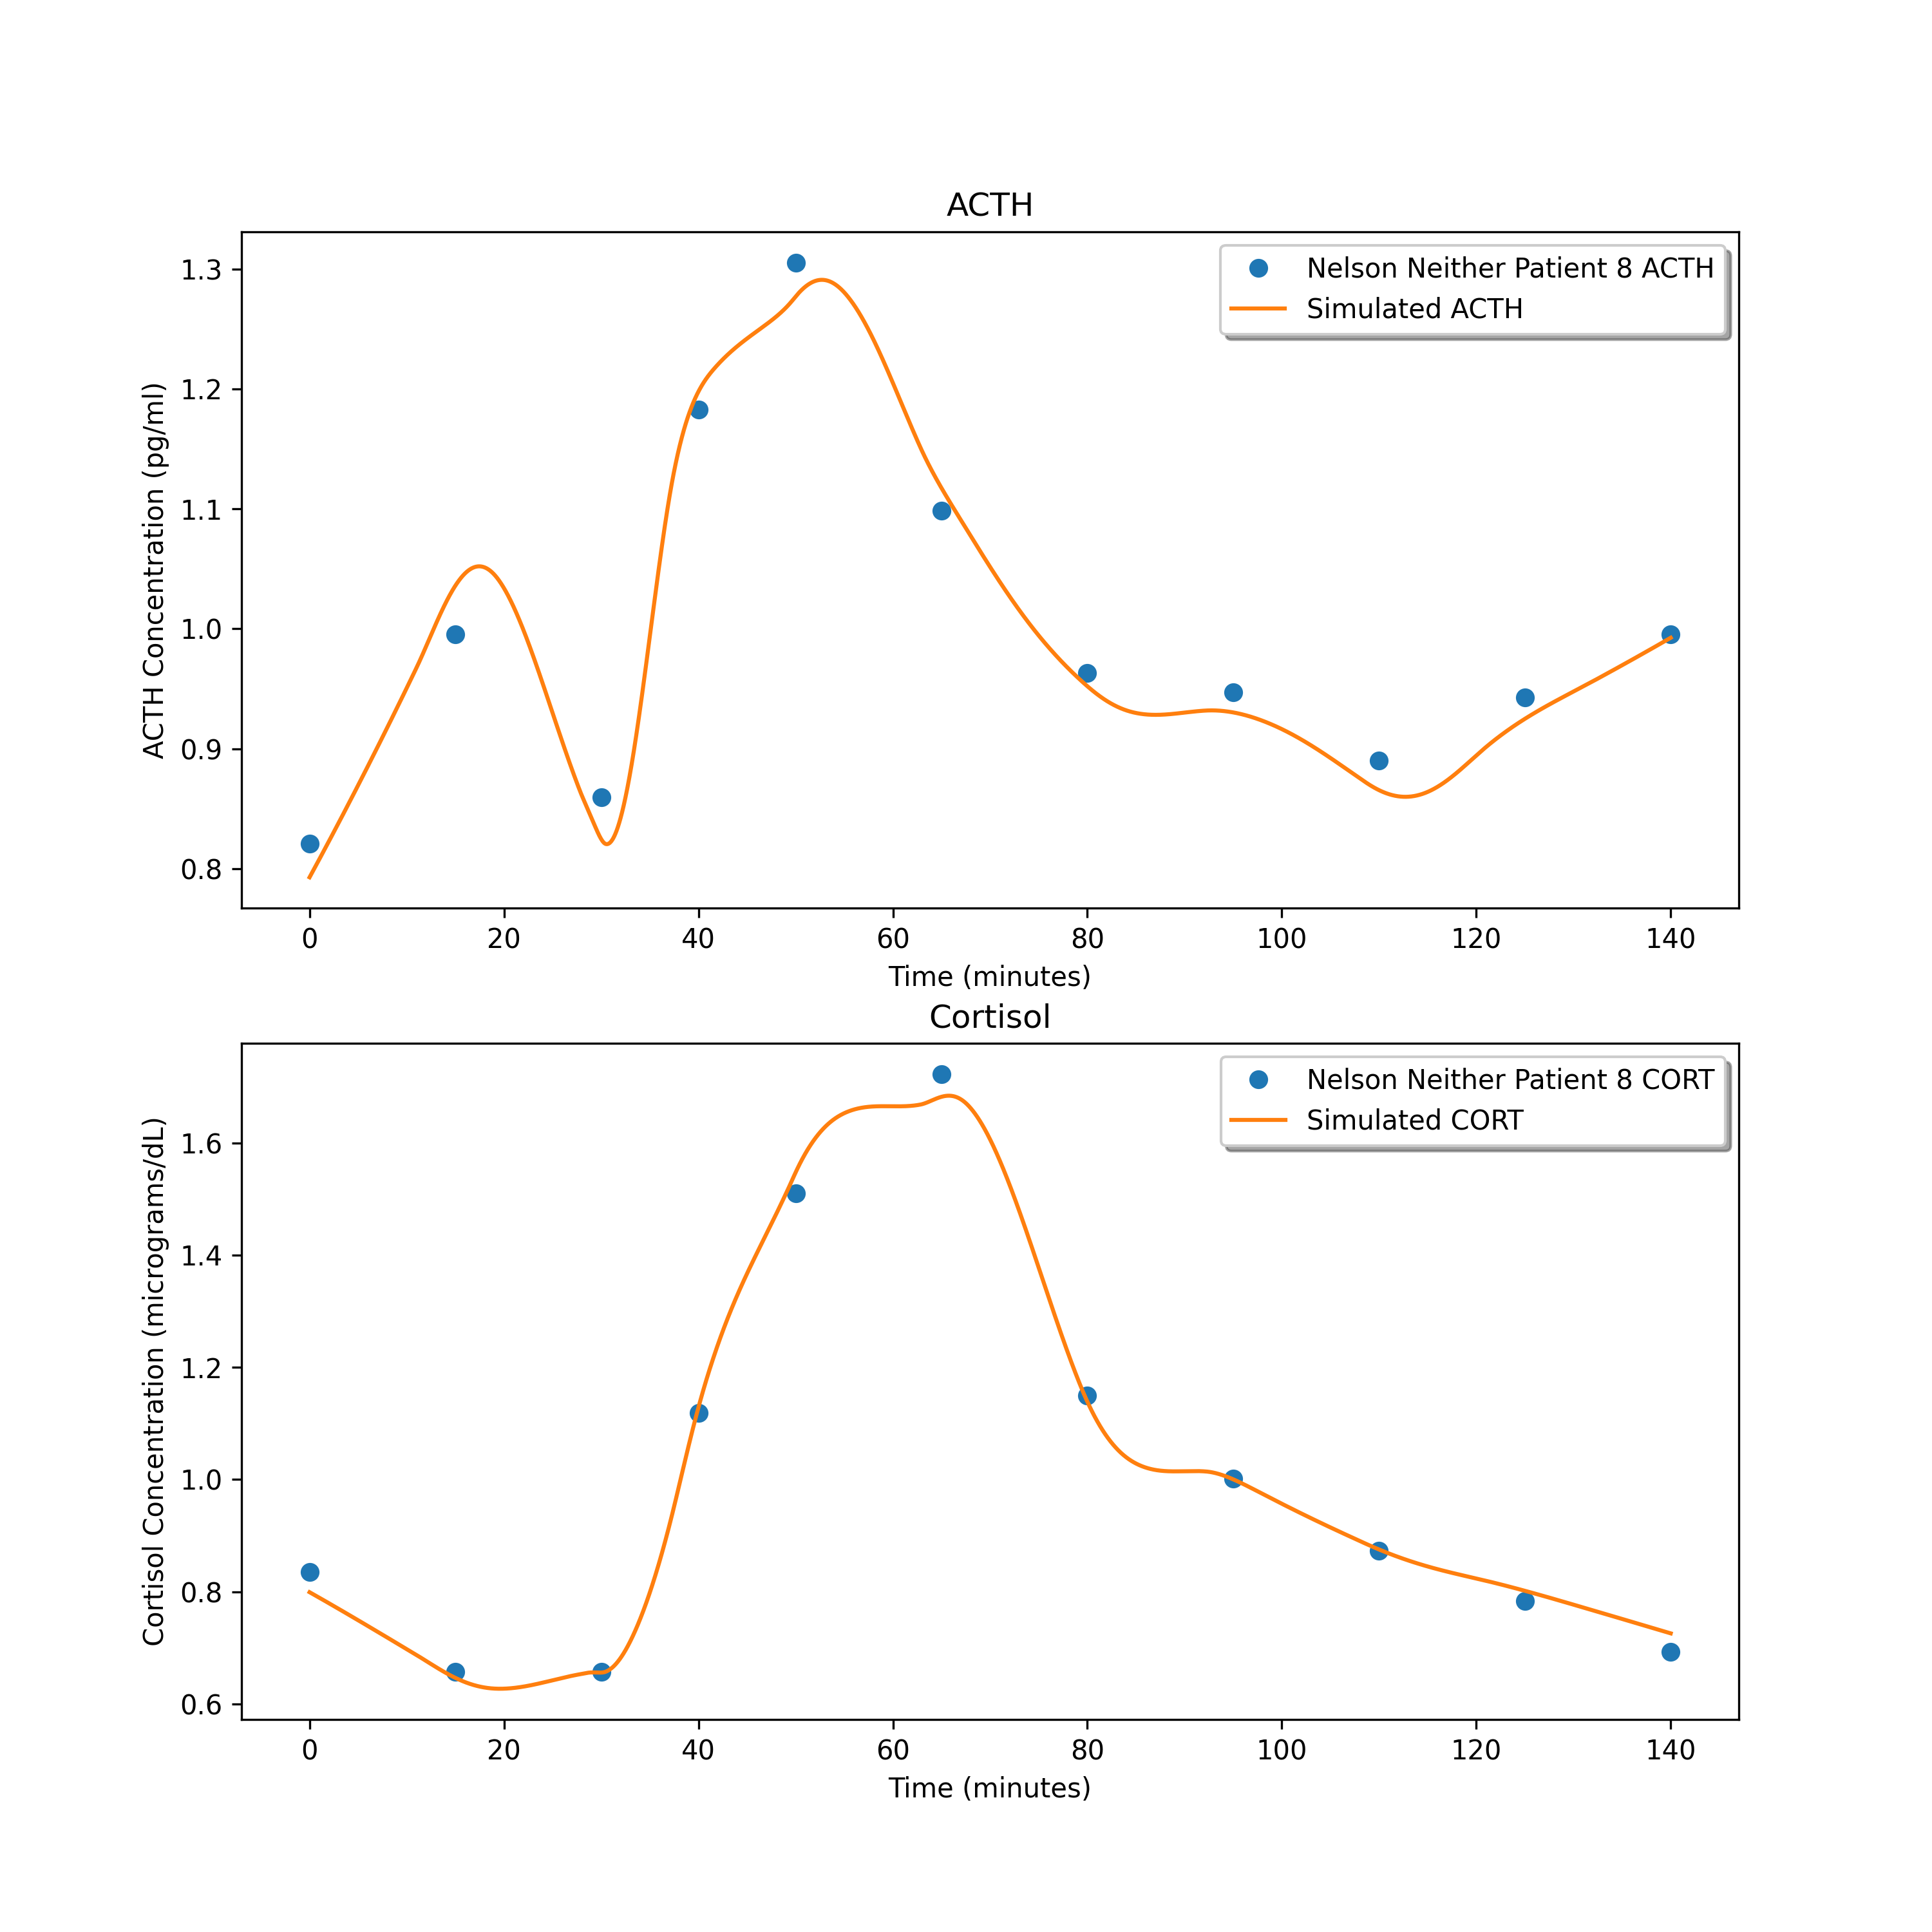 ACTH
Nelson Neither Patient 8 ACTH
Simulated ACTH
ACTH Concentration (pg/ml)
1.3
1.2
1.1
1.0
0.9
0.8
0 20 40 60 80 100 120 140
Time (minutes)
Cortisol
Nelson Neither Patient 8 CORT
Simulated CORT
Cortisol Concentration (micrograms/dL)
1.6
1.4
1.2
1.0
0.8
0.6
0 20 40 60 80 100 120 140
Time (minutes)